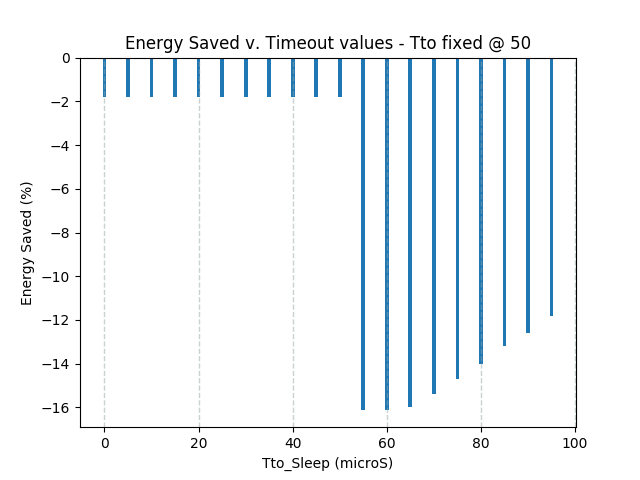 Energy Saved v. Timeout values - Tto fixed @ 50
0
−2
−4
−6
−8
−10
−12
−14
−16
Energy Saved (%)
0 20 40 60 80 100
Tto_Sleep (microS)